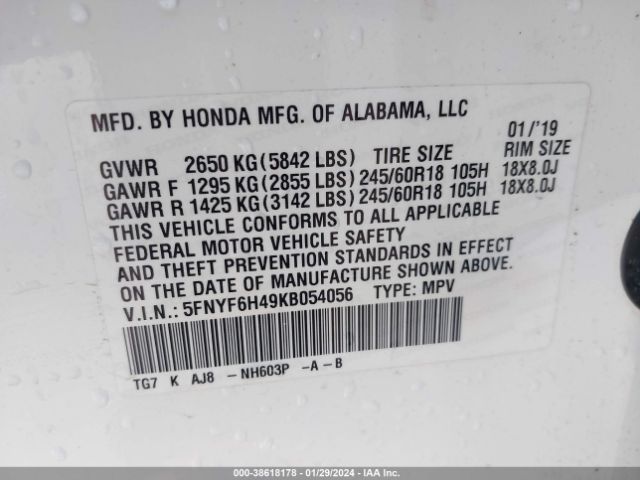 MFD. BY HONDA MFG. OF ALABAMA, LLC
01/'19
GVWR 2650 KG(5842 LBS) TIRE SIZE RIM SIZE
GAWR F 1295 KG(2855 LBS) 245/60R18 105H 18X8.0J
GAWR R 1425 KG(3142 LBS) 245/60R18 105H 18X8.0J
THIS VEHICLE CONFORMS TO ALL APPLICABLE
FEDERAL MOTOR VEHICLE SAFETY
AND THEFT PREVENTION STANDARDS IN EFFECT
ON THE DATE OF MANUFACTURE SHOWN ABOVE.
V.I.N.: 5FNYF6H49KB054056 TYPE: MPV
TG7 K AJ8 -NH603P -A-B
000-38618178 - 01/29/2024 - IAA Inc.